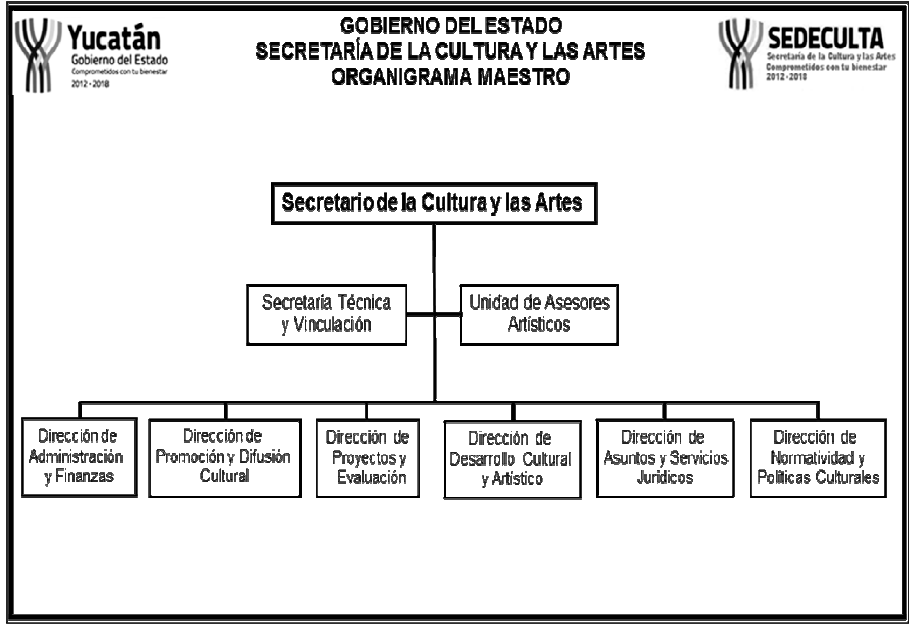 Yucatán
Gobierno del Estado
Comprometidos con tu bienestar
2012 - 2018
GOBIERNO DEL ESTADO
SECRETARÍA DE LA CULTURA Y LAS ARTES
ORGANIGRAMA MAESTRO
SEDECULTA
Secretaría de la Cultura y las Artes
Comprometidos con tu bienestar
2012 - 2018
Secretario de la Cultura y las Artes
Secretaría Técnica
y Vinculación
Unidad de Asesores
Artísticos
Dirección de
Administración
y Finanzas
Dirección de
Promoción y Difusión
Cultural
Dirección de
Proyectos y
Evaluación
Dirección de
Desarrollo Cultural
y Artístico
Dirección de
Asuntos y Servicios
Jurídicos
Dirección de
Normatividad y
Políticas Culturales